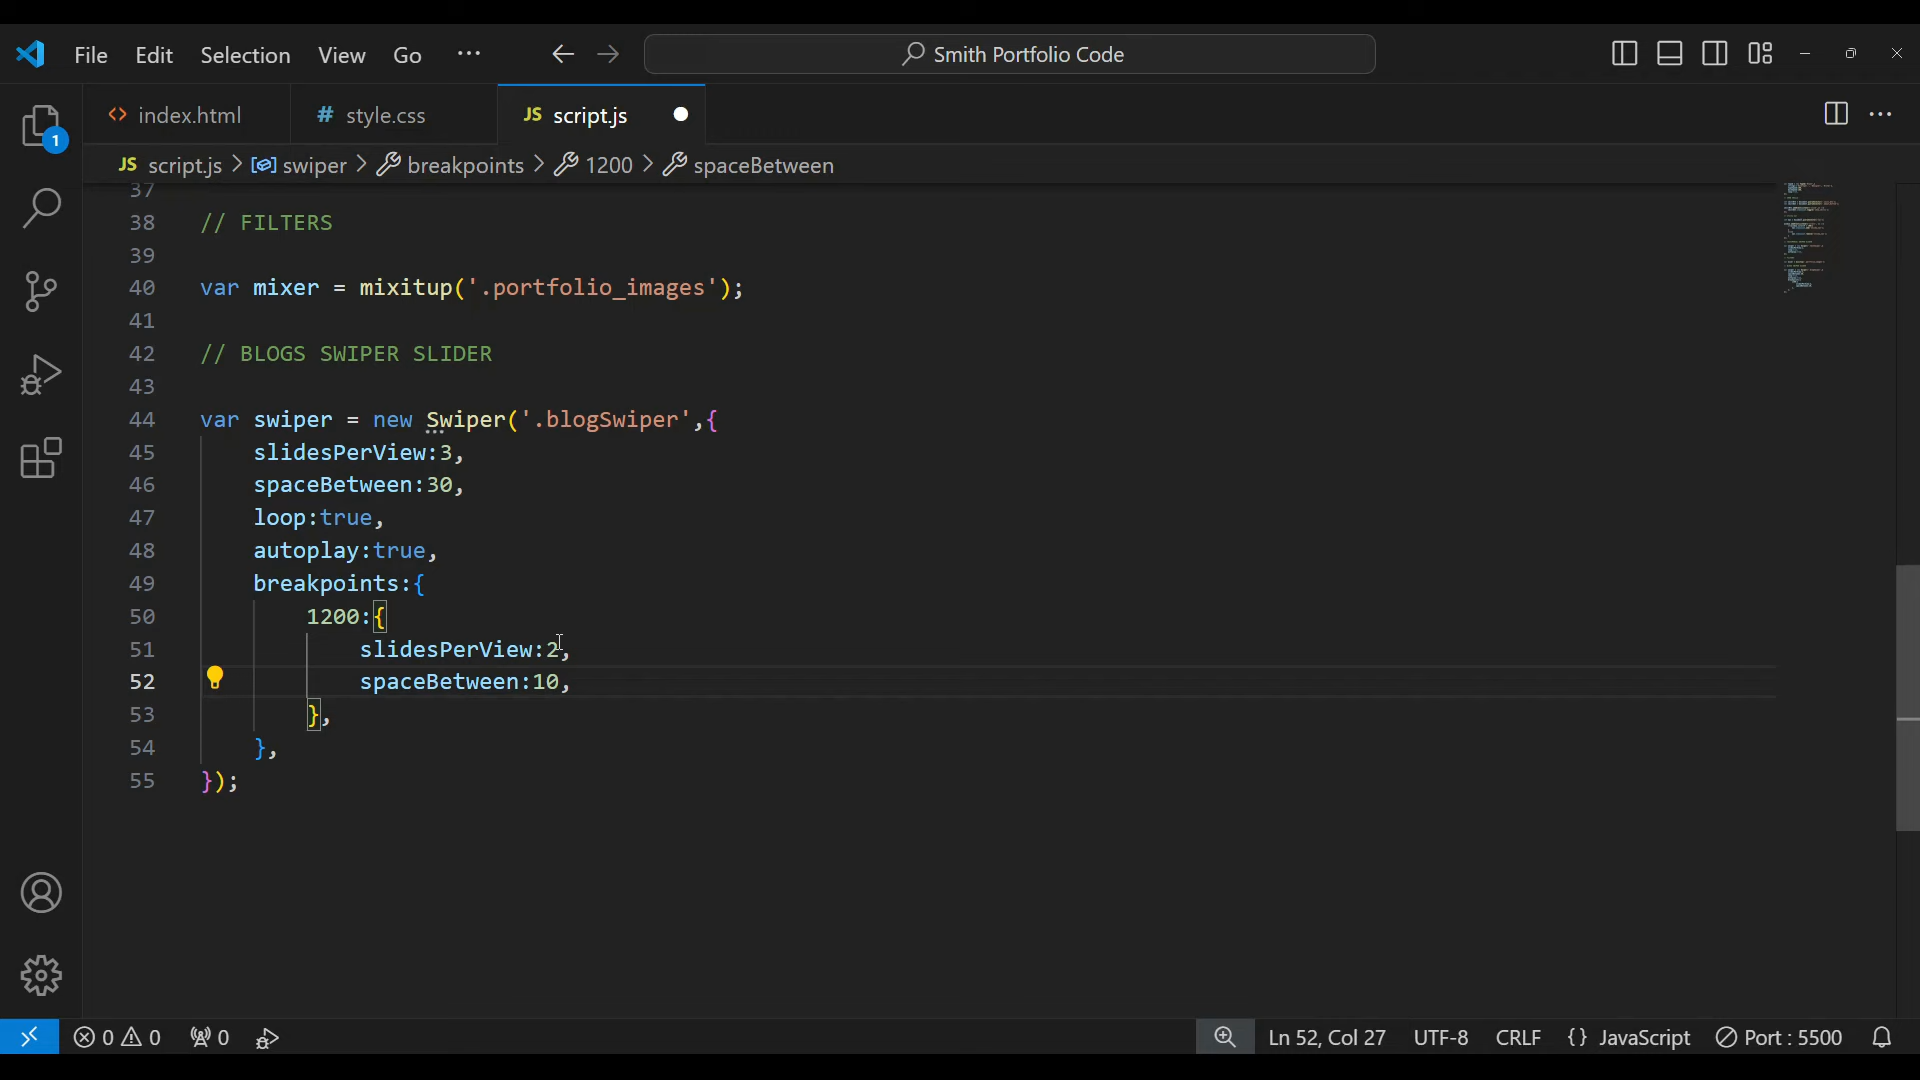 File Edit Selection View Go ··· Smith Portfolio Code
index.html style.css JS script.js
JS script.js > swiper > breakpoints > 1200 > spaceBetween
1
37
38 // FILTERS
39
40 var mixer = mixitup('.portfolio_images');
41
42 // BLOGS SWIPER SLIDER
43
44 var swiper = new Swiper('.blogSwiper',{
45 slidesPerView:3,
46 spaceBetween:30,
47 loop:true,
48 autoplay:true,
49 breakpoints:{
50 1200:{
51 slidesPerView:2,
52 spaceBetween:10,
53 },
54 },
55 });
0 0 0 Ln 52, Col 27 UTF-8 CRLF {} JavaScript Port : 5500